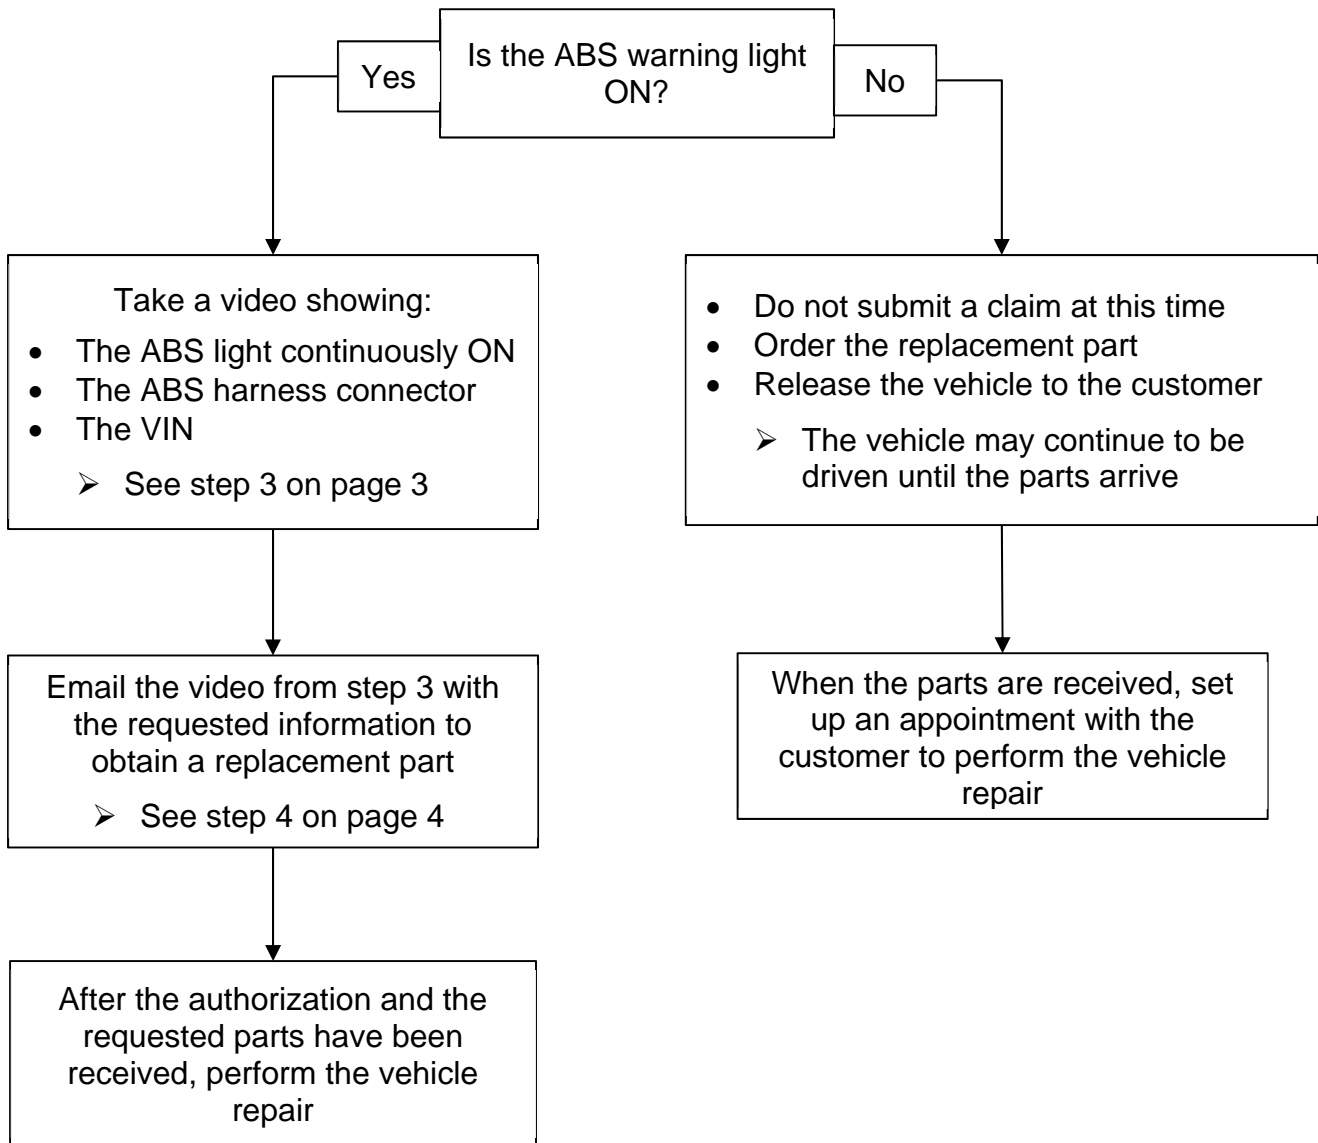 Is the ABS warning light
ON?
Yes
No
Take a video showing:
• The ABS light continuously ON
• The ABS harness connector
• The VIN
➢ See step 3 on page 3
• Do not submit a claim at this time
• Order the replacement part
• Release the vehicle to the customer
➢ The vehicle may continue to be
driven until the parts arrive
Email the video from step 3 with
the requested information to
obtain a replacement part
➢ See step 4 on page 4
When the parts are received, set
up an appointment with the
customer to perform the vehicle
repair
After the authorization and the
requested parts have been
received, perform the vehicle
repair